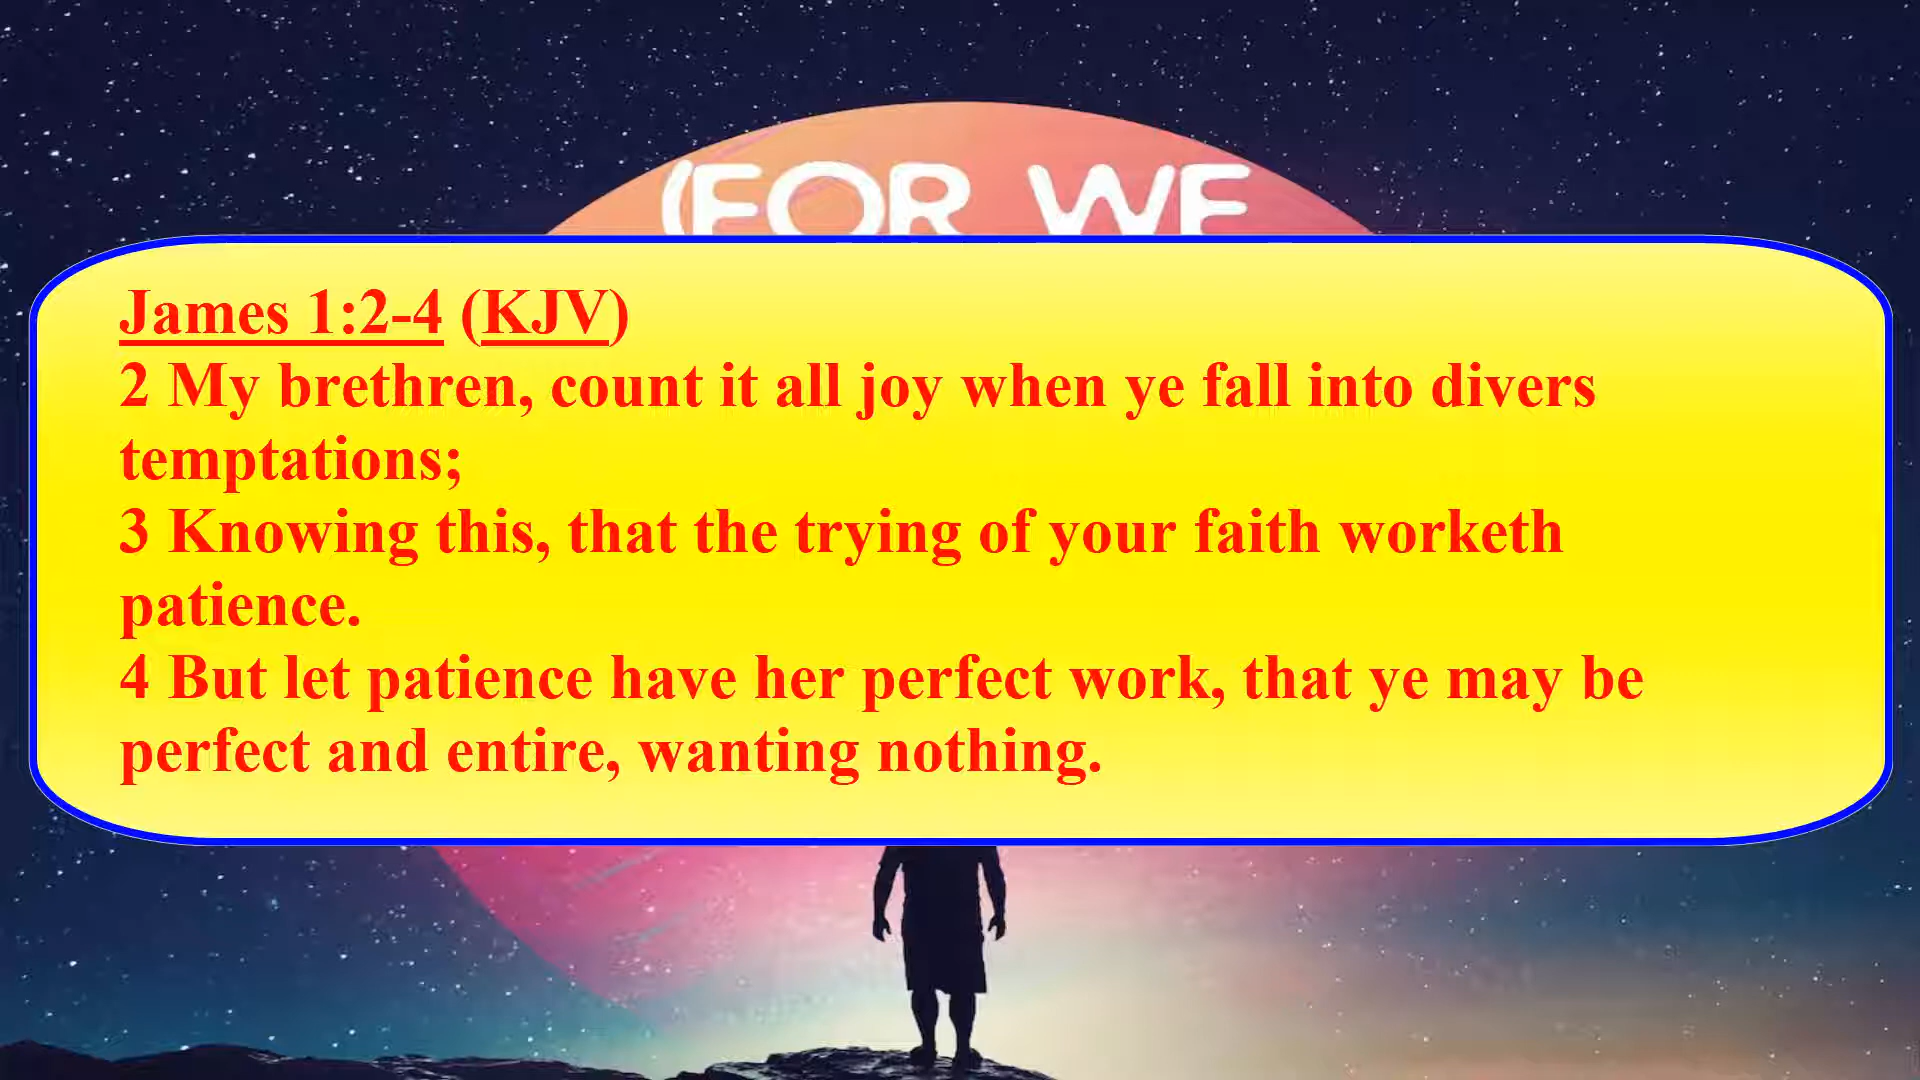 (FOR WE
James 1:2-4 (KJV)
2 My brethren, count it all joy when ye fall into divers
temptations;
3 Knowing this, that the trying of your faith worketh
patience.
4 But let patience have her perfect work, that ye may be
perfect and entire, wanting nothing.